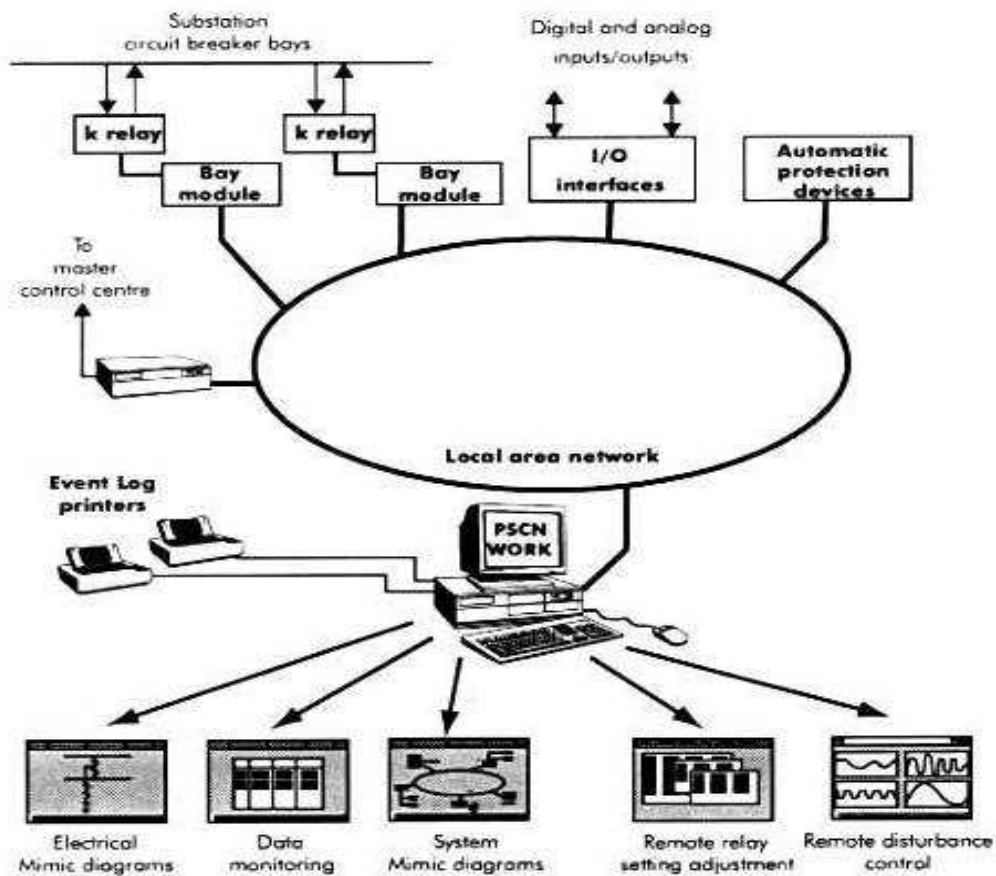 Substation
circuit breaker bays
Digital and analog
inputs/outputs
k relay
k relay
Bay
module
Bay
module
I/O
interfaces
Automatic
protection
devices
To
master
control centre
Local area network
Event Log
printers
PSCN
WORK
Electrical
Mimic diagrams
Data
monitoring
System
Mimic diagrams
Remote relay
setting adjustment
Remote disturbance
control